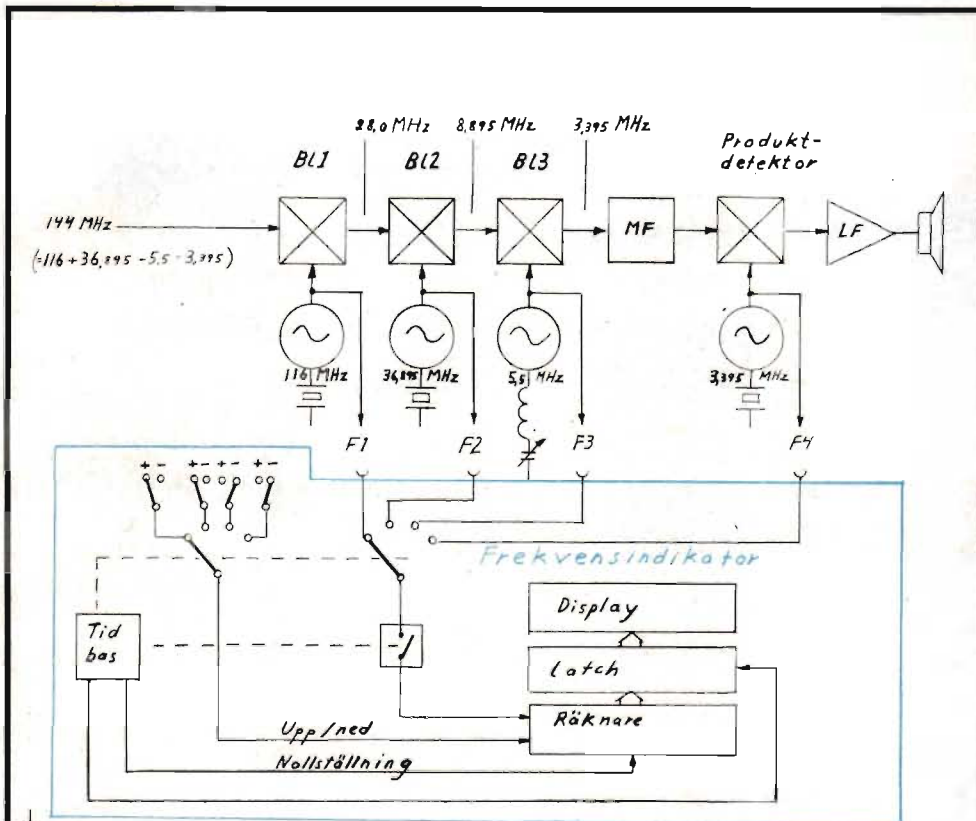 28,0 MHz 8,895 MHz 3,395 MHz
Bl1 Bl2 Bl3
Produkt-
detektor
144 MHz
(=116+36,895-5,5-3,395)
MF
LF
116 MHz 36,895 MHz 5,5 MHz 3,395 MHz
F1 F2 F3 F4
+ - + - + - + -
Frekvensindikator
Display
Tid
bas
Latch
Räknare
Upp/ned
Nollställning